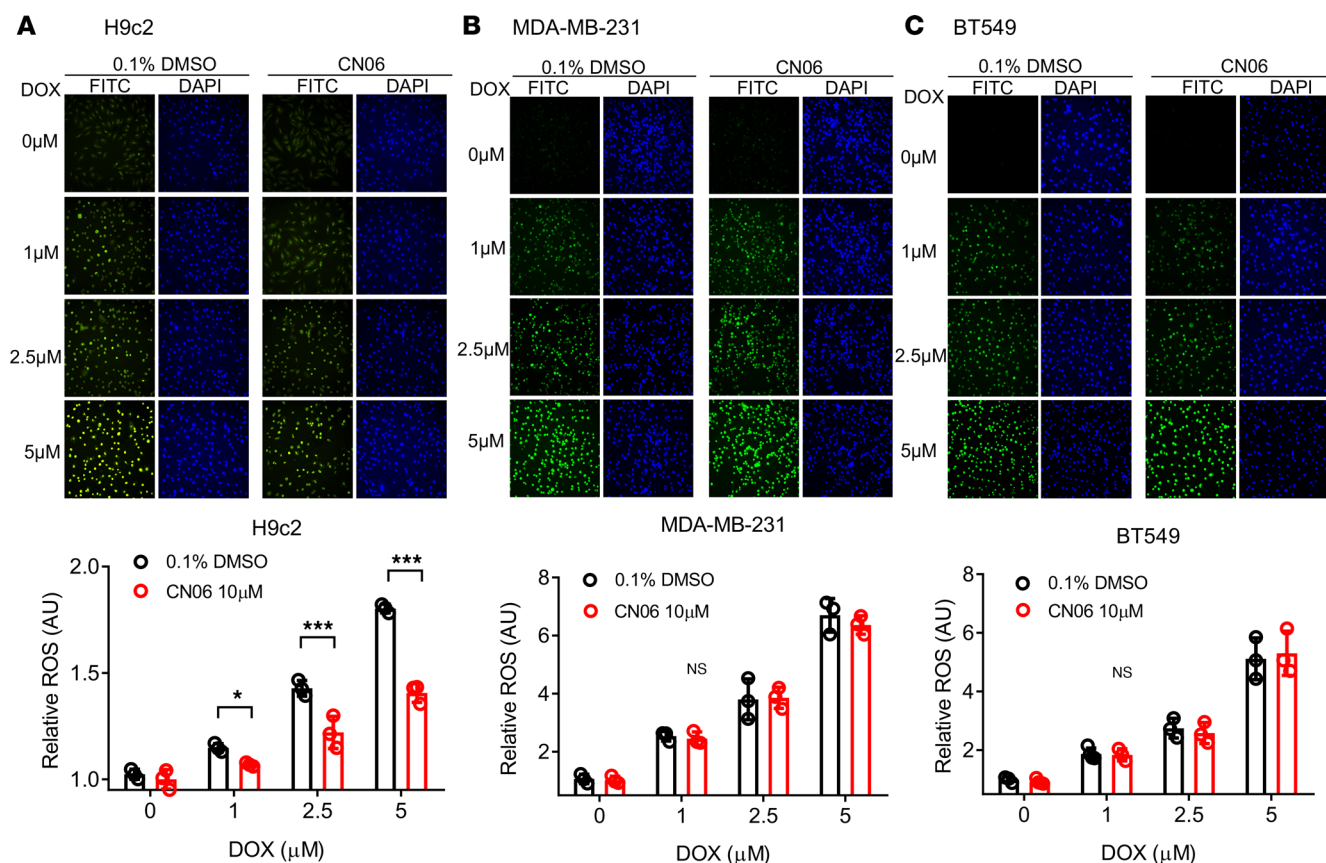 A H9c2
0.1% DMSO CN06
DOX FITC DAPI FITC DAPI
0μM
1μM
2.5μM
5μM
H9c2
0.1% DMSO
CN06 10μM
Relative ROS (AU)
2.0
1.5
1.0
*
***
***
0 1 2.5 5
DOX (μM)
B MDA-MB-231
0.1% DMSO CN06
DOX FITC DAPI FITC DAPI
0μM
1μM
2.5μM
5μM
MDA-MB-231
0.1% DMSO
CN06 10μM
Relative ROS (AU)
8
6
4
2
NS
0 1 2.5 5
DOX (μM)
C BT549
0.1% DMSO CN06
DOX FITC DAPI FITC DAPI
0μM
1μM
2.5μM
5μM
BT549
0.1% DMSO
CN06 10μM
Relative ROS (AU)
8
6
4
2
NS
0 1 2.5 5
DOX (μM)